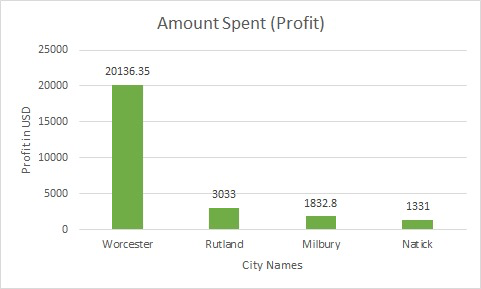 Amount Spent (Profit)
25000
20000
15000
10000
5000
0
Profit in USD
20136.35
3033
1832.8
1331
Worcester
Rutland
Milbury
Natick
City Names